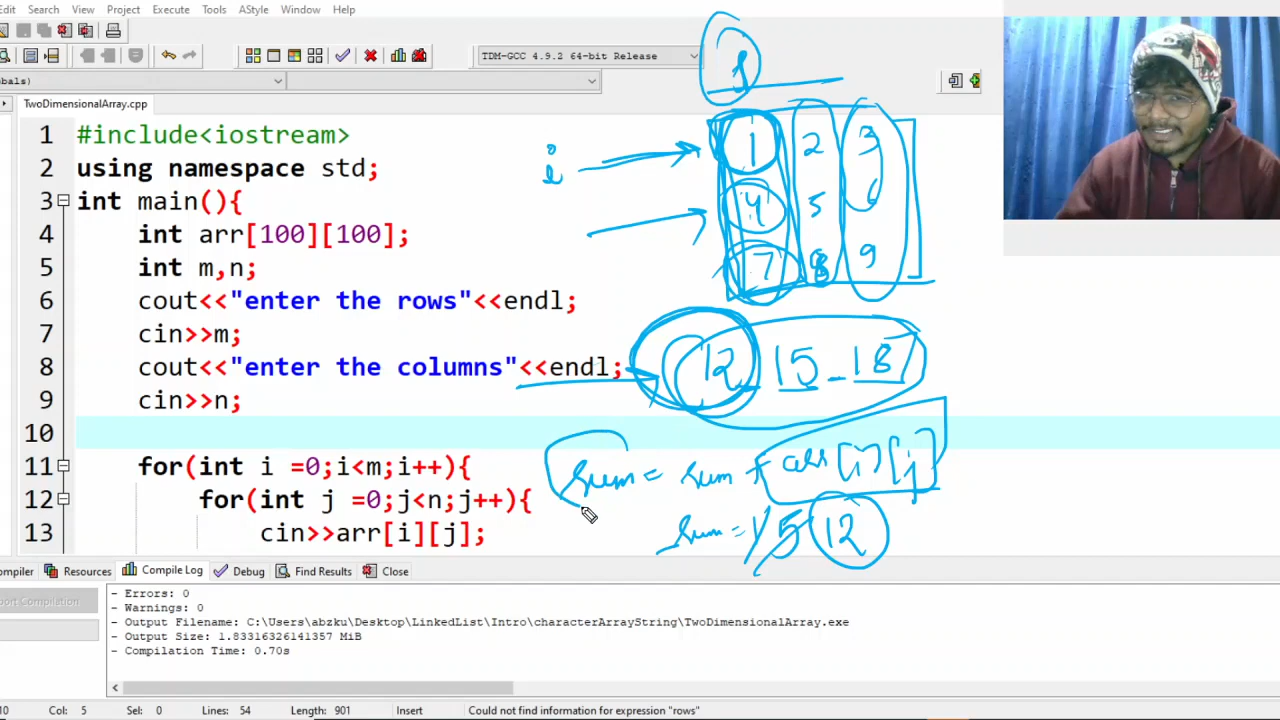 Edit Search View Project Execute Tools AStyle Window Help
TDM-GCC 4.9.2 64-bit Release
bals)
TwoDimensionalArray.cpp
1 #include<iostream>
2 using namespace std;
3 int main(){
4 int arr[100][100];
5 int m,n;
6 cout<<"enter the rows"<<endl;
7 cin>>m;
8 cout<<"enter the columns"<<endl;
9 cin>>n;
10
11 for(int i =0;i<m;i++){
12 for(int j =0;j<n;j++){
13 cin>>arr[i][j];
j
i
1 2 3
4 5 6
7 8 9
12 - 15 - 18
sum = sum + arr[i][j]
sum = 1 5 12
ompiler Resources Compile Log Debug Find Results Close
ort Compilation
- Errors: 0
- Warnings: 0
- Output Filename: C:\Users\abzku\Desktop\LinkedList\Intro\characterArrayString\TwoDimensionalArray.exe
- Output Size: 1.83316326141357 MiB
- Compilation Time: 0.70s
10 Col: 5 Sel: 0 Lines: 54 Length: 901 Insert Could not find information for expression "rows"